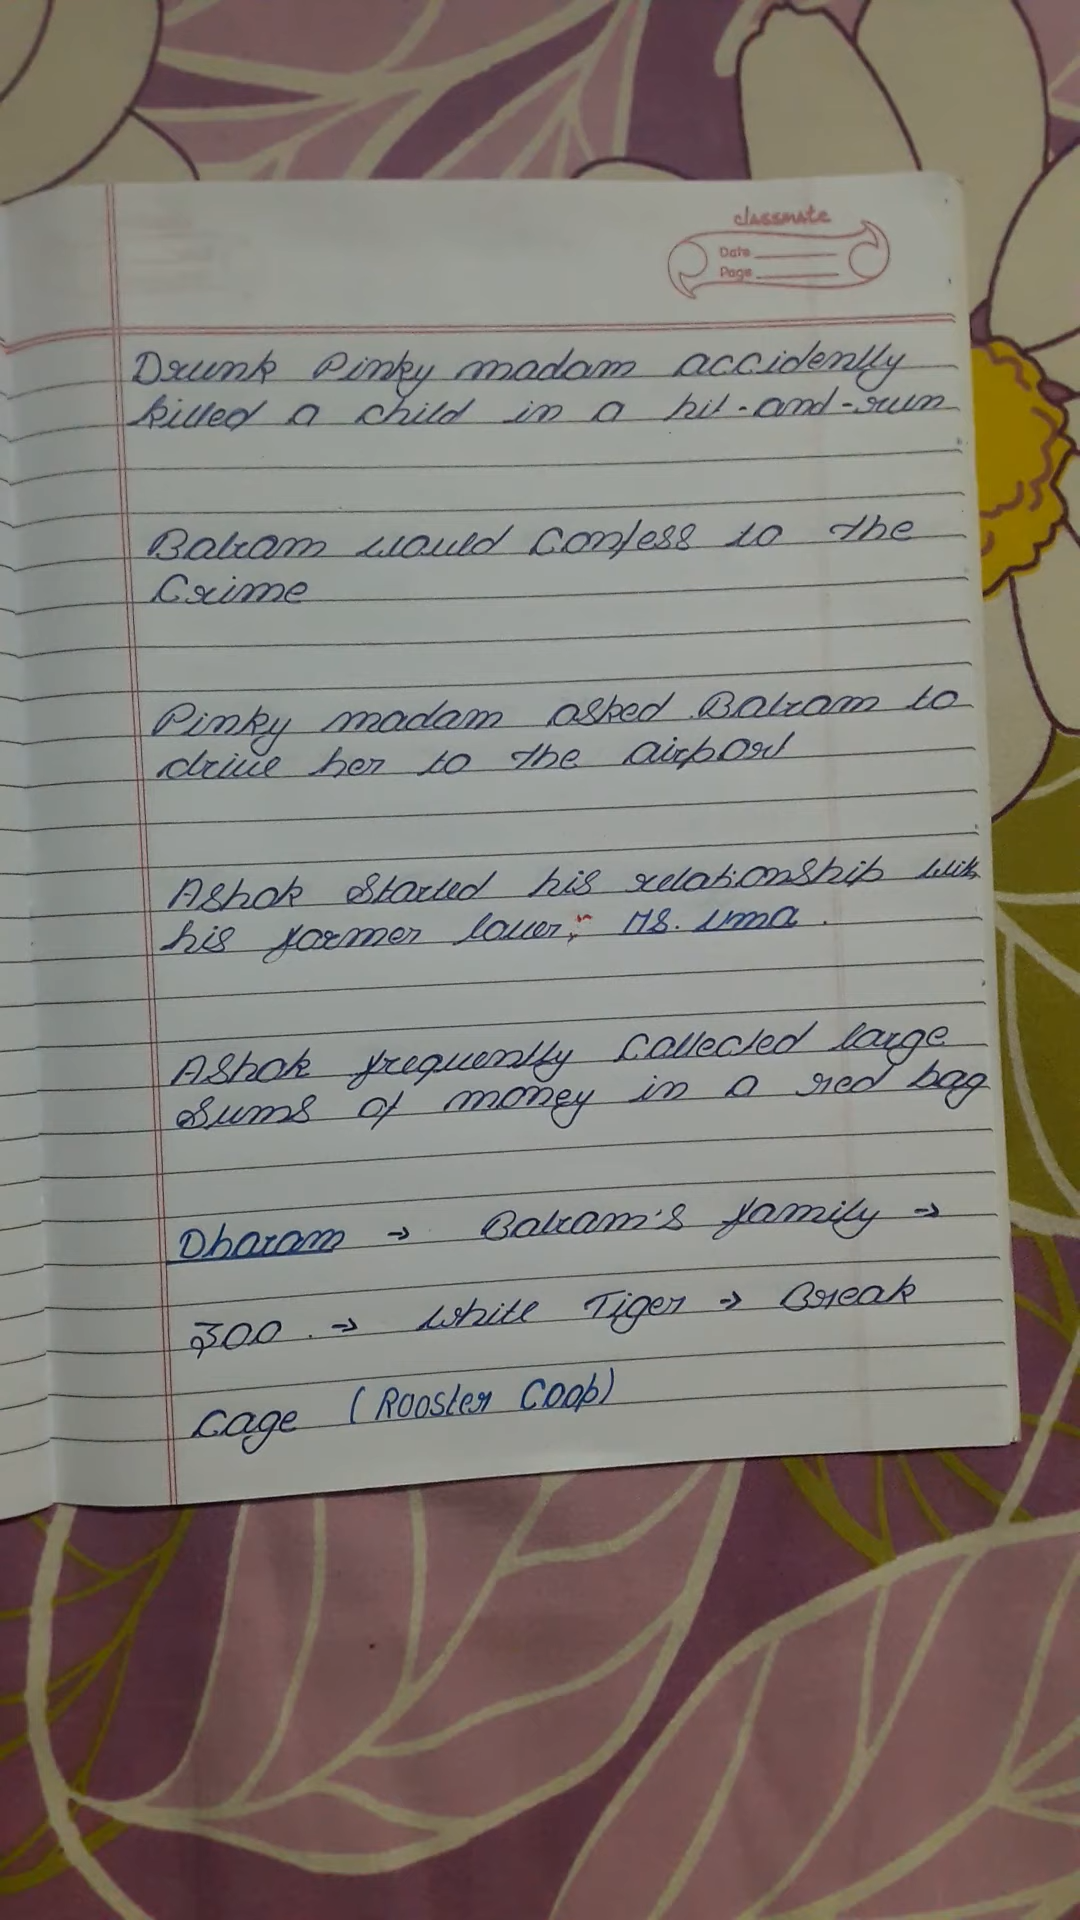 classmate
Date
Page
Drunk Pinky madam accidently
killed a child in a hit-and-run
Balram would Confess to the
Crime
Pinky madam asked Balram to
drive her to the airport
Ashok Started his relationship with
his former lover, MS. Uma.
Ashok frequently Collected large
Sums of money in a red bag
Dharam → Balram's family →
Zoo. → White Tiger → Break
Cage (Rooster Coop)